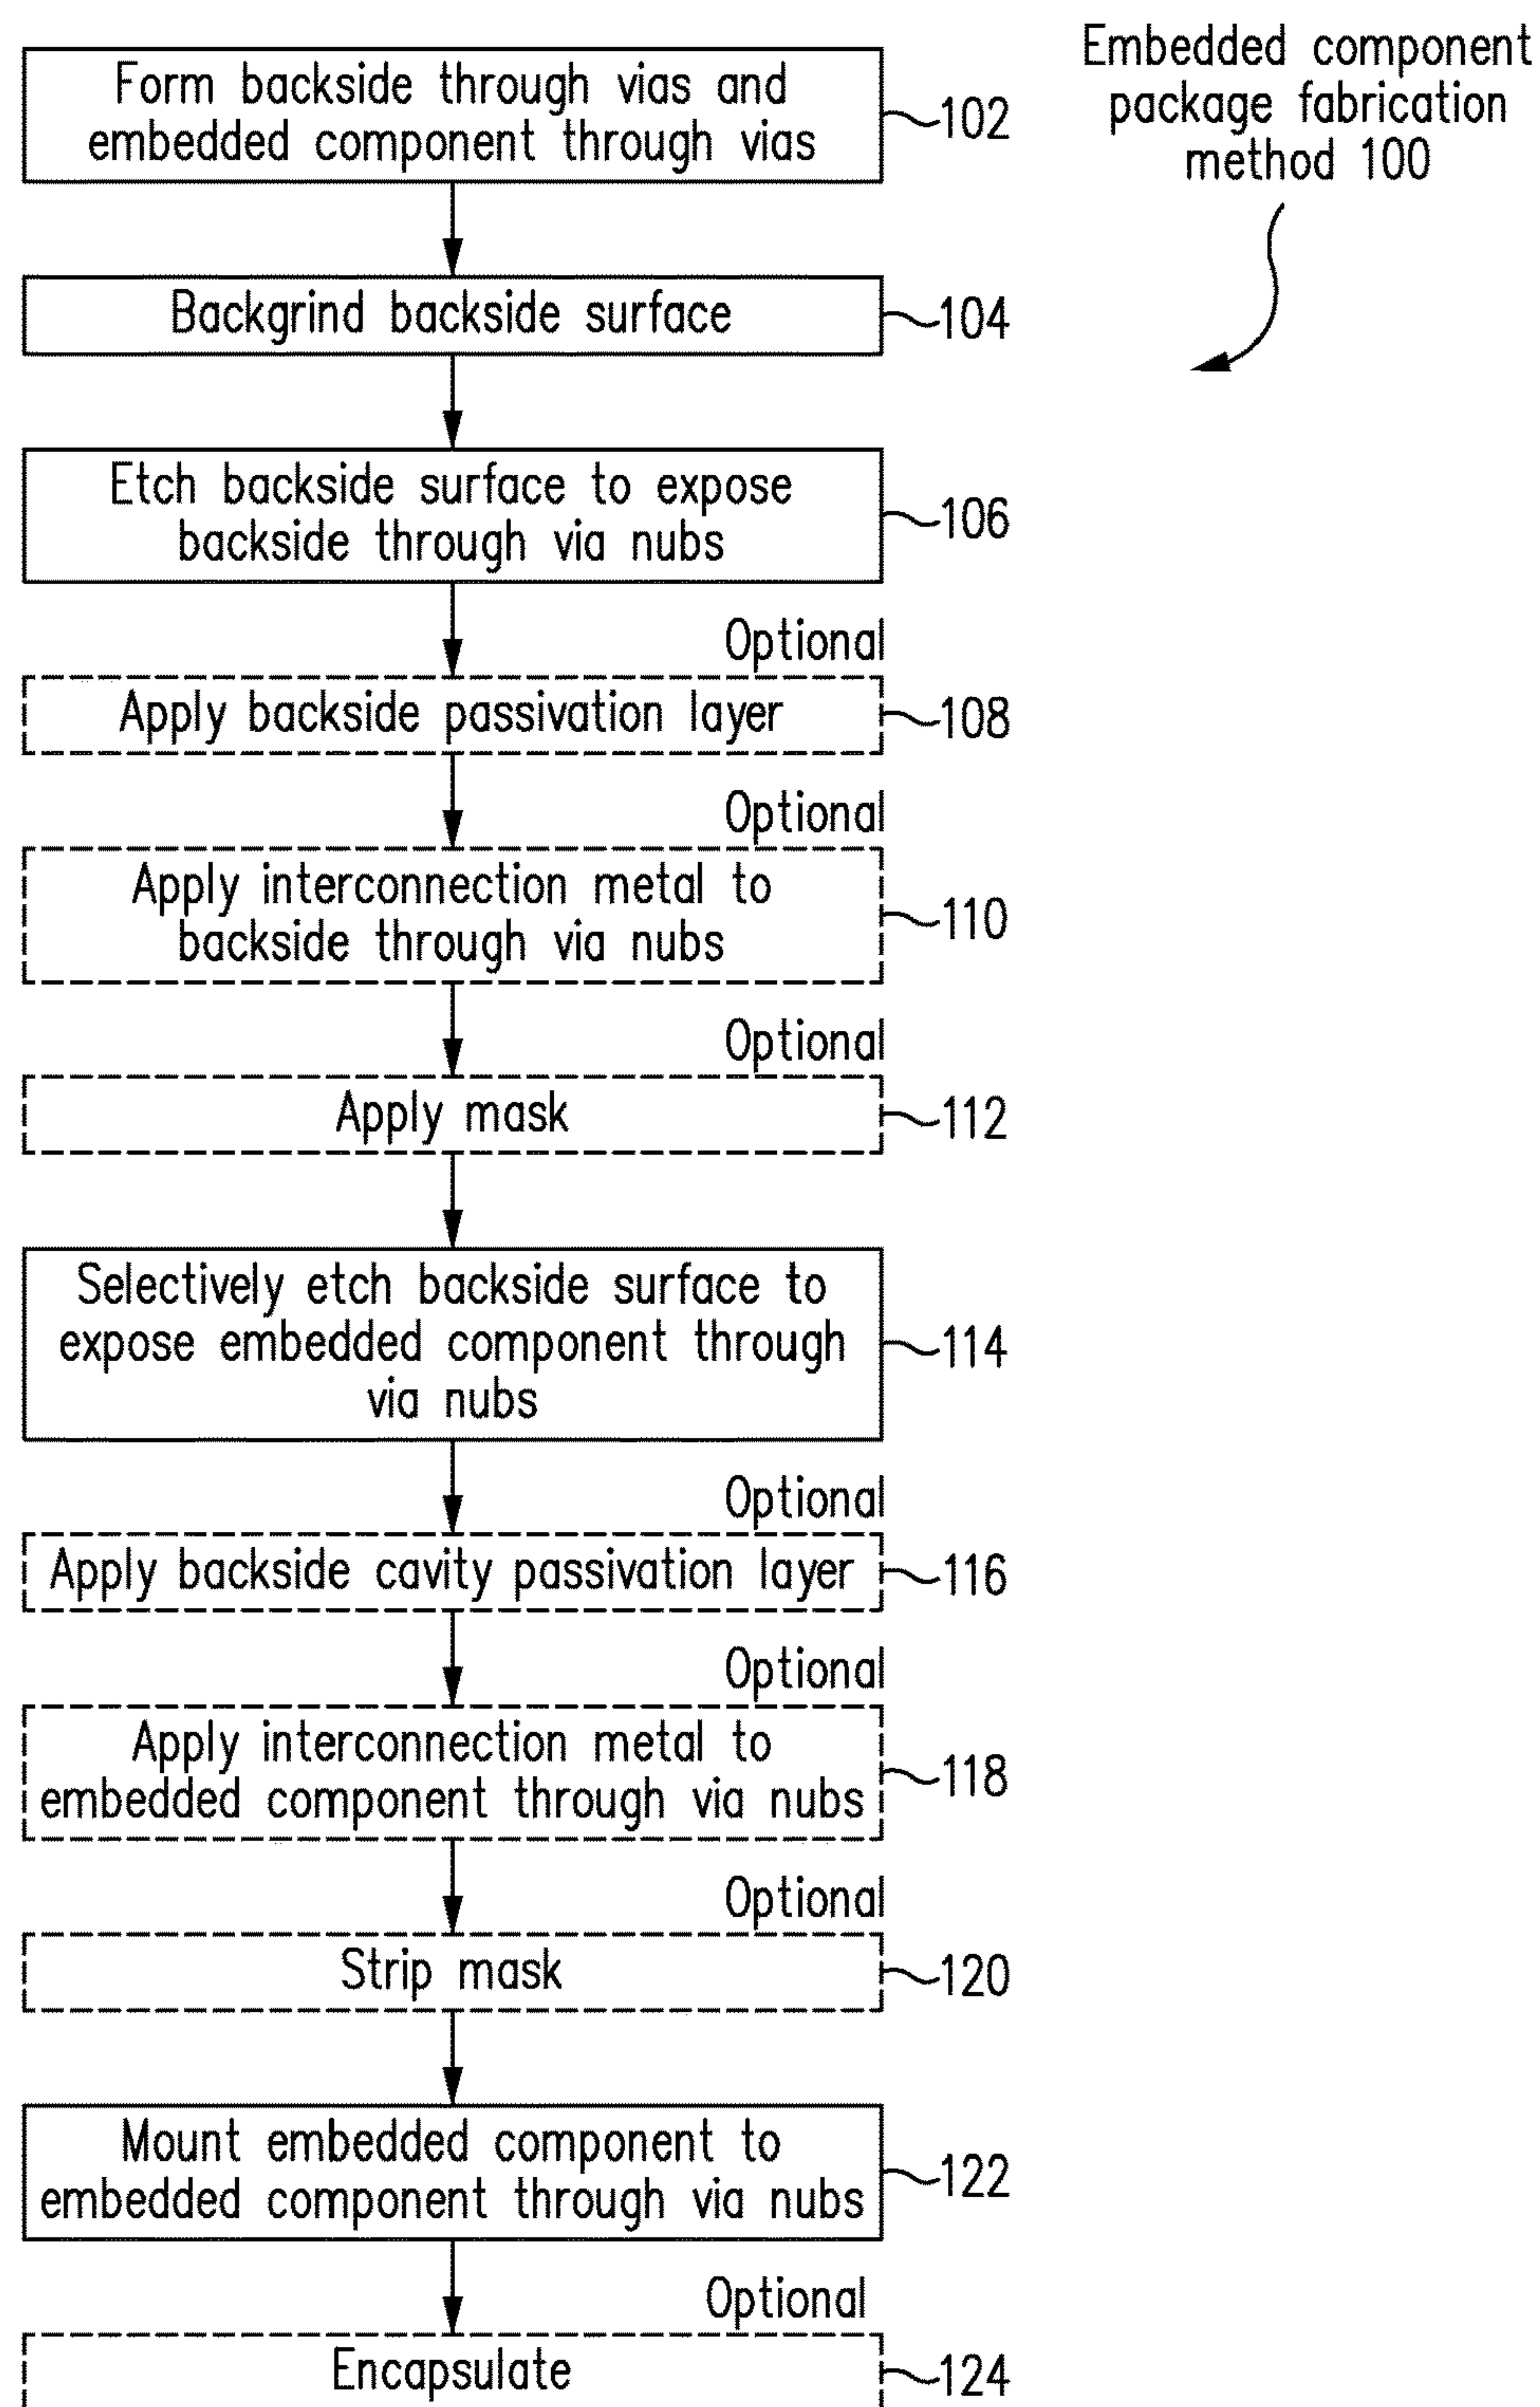 Embedded component
package fabrication
method 100
Form backside through vias and
embedded component through vias
102
Backgrind backside surface
104
Etch backside surface to expose
backside through via nubs
106
Optional
Apply backside passivation layer
108
Optional
Apply interconnection metal to
backside through via nubs
110
Optional
Apply mask
112
Selectively etch backside surface to
expose embedded component through
via nubs
114
Optional
Apply backside cavity passivation layer
116
Optional
Apply interconnection metal to
embedded component through via nubs
118
Optional
Strip mask
120
Mount embedded component to
embedded component through via nubs
122
Optional
Encapsulate
124